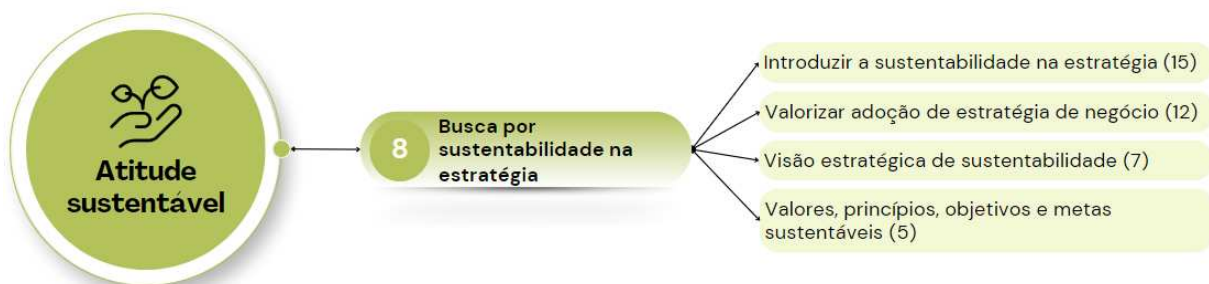 Atitude
sustentável
8
Busca por
sustentabilidade na
estratégia
Introduzir a sustentabilidade na estratégia (15)
Valorizar adoção de estratégia de negócio (12)
Visão estratégica de sustentabilidade (7)
Valores, princípios, objetivos e metas
sustentáveis (5)